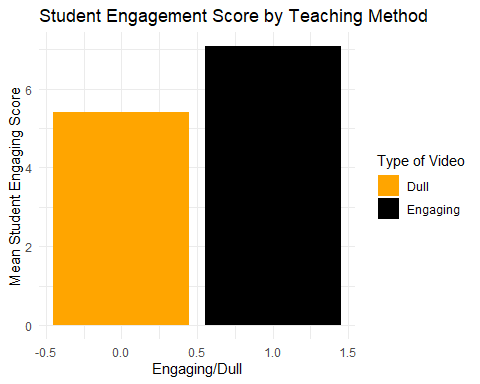 Student Engagement Score by Teaching Method
Mean Student Engaging Score
6
4
2
0
-0.5 0.0 0.5 1.0 1.5
Engaging/Dull
Type of Video
Dull
Engaging